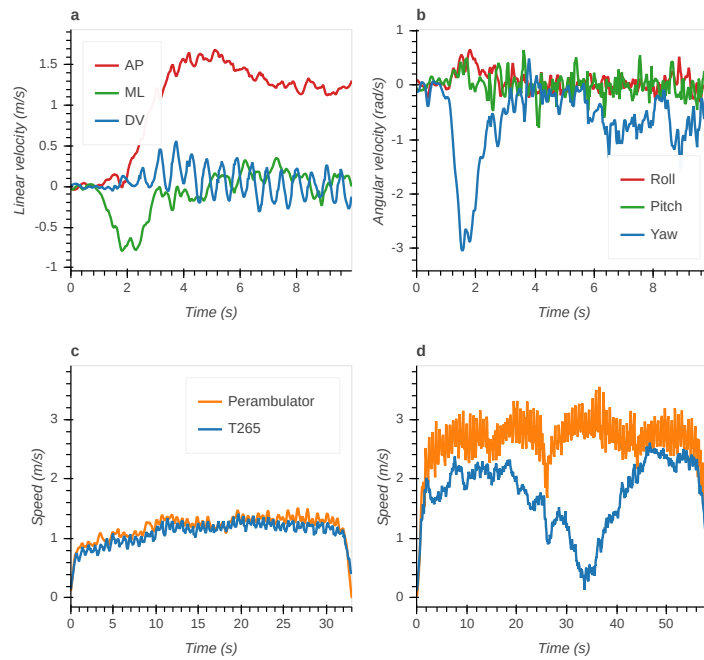 a
Linear velocity (m/s)
1.5
1
0.5
0
-0.5
-1
AP
ML
DV
0 2 4 6 8
Time (s)
b
Angular velocity (rad/s)
1
0
-1
-2
-3
Roll
Pitch
Yaw
0 2 4 6 8
Time (s)
c
Speed (m/s)
3
2
1
0
Perambulator
T265
0 5 10 15 20 25 30
Time (s)
d
Speed (m/s)
3
2
1
0
0 10 20 30 40 50
Time (s)